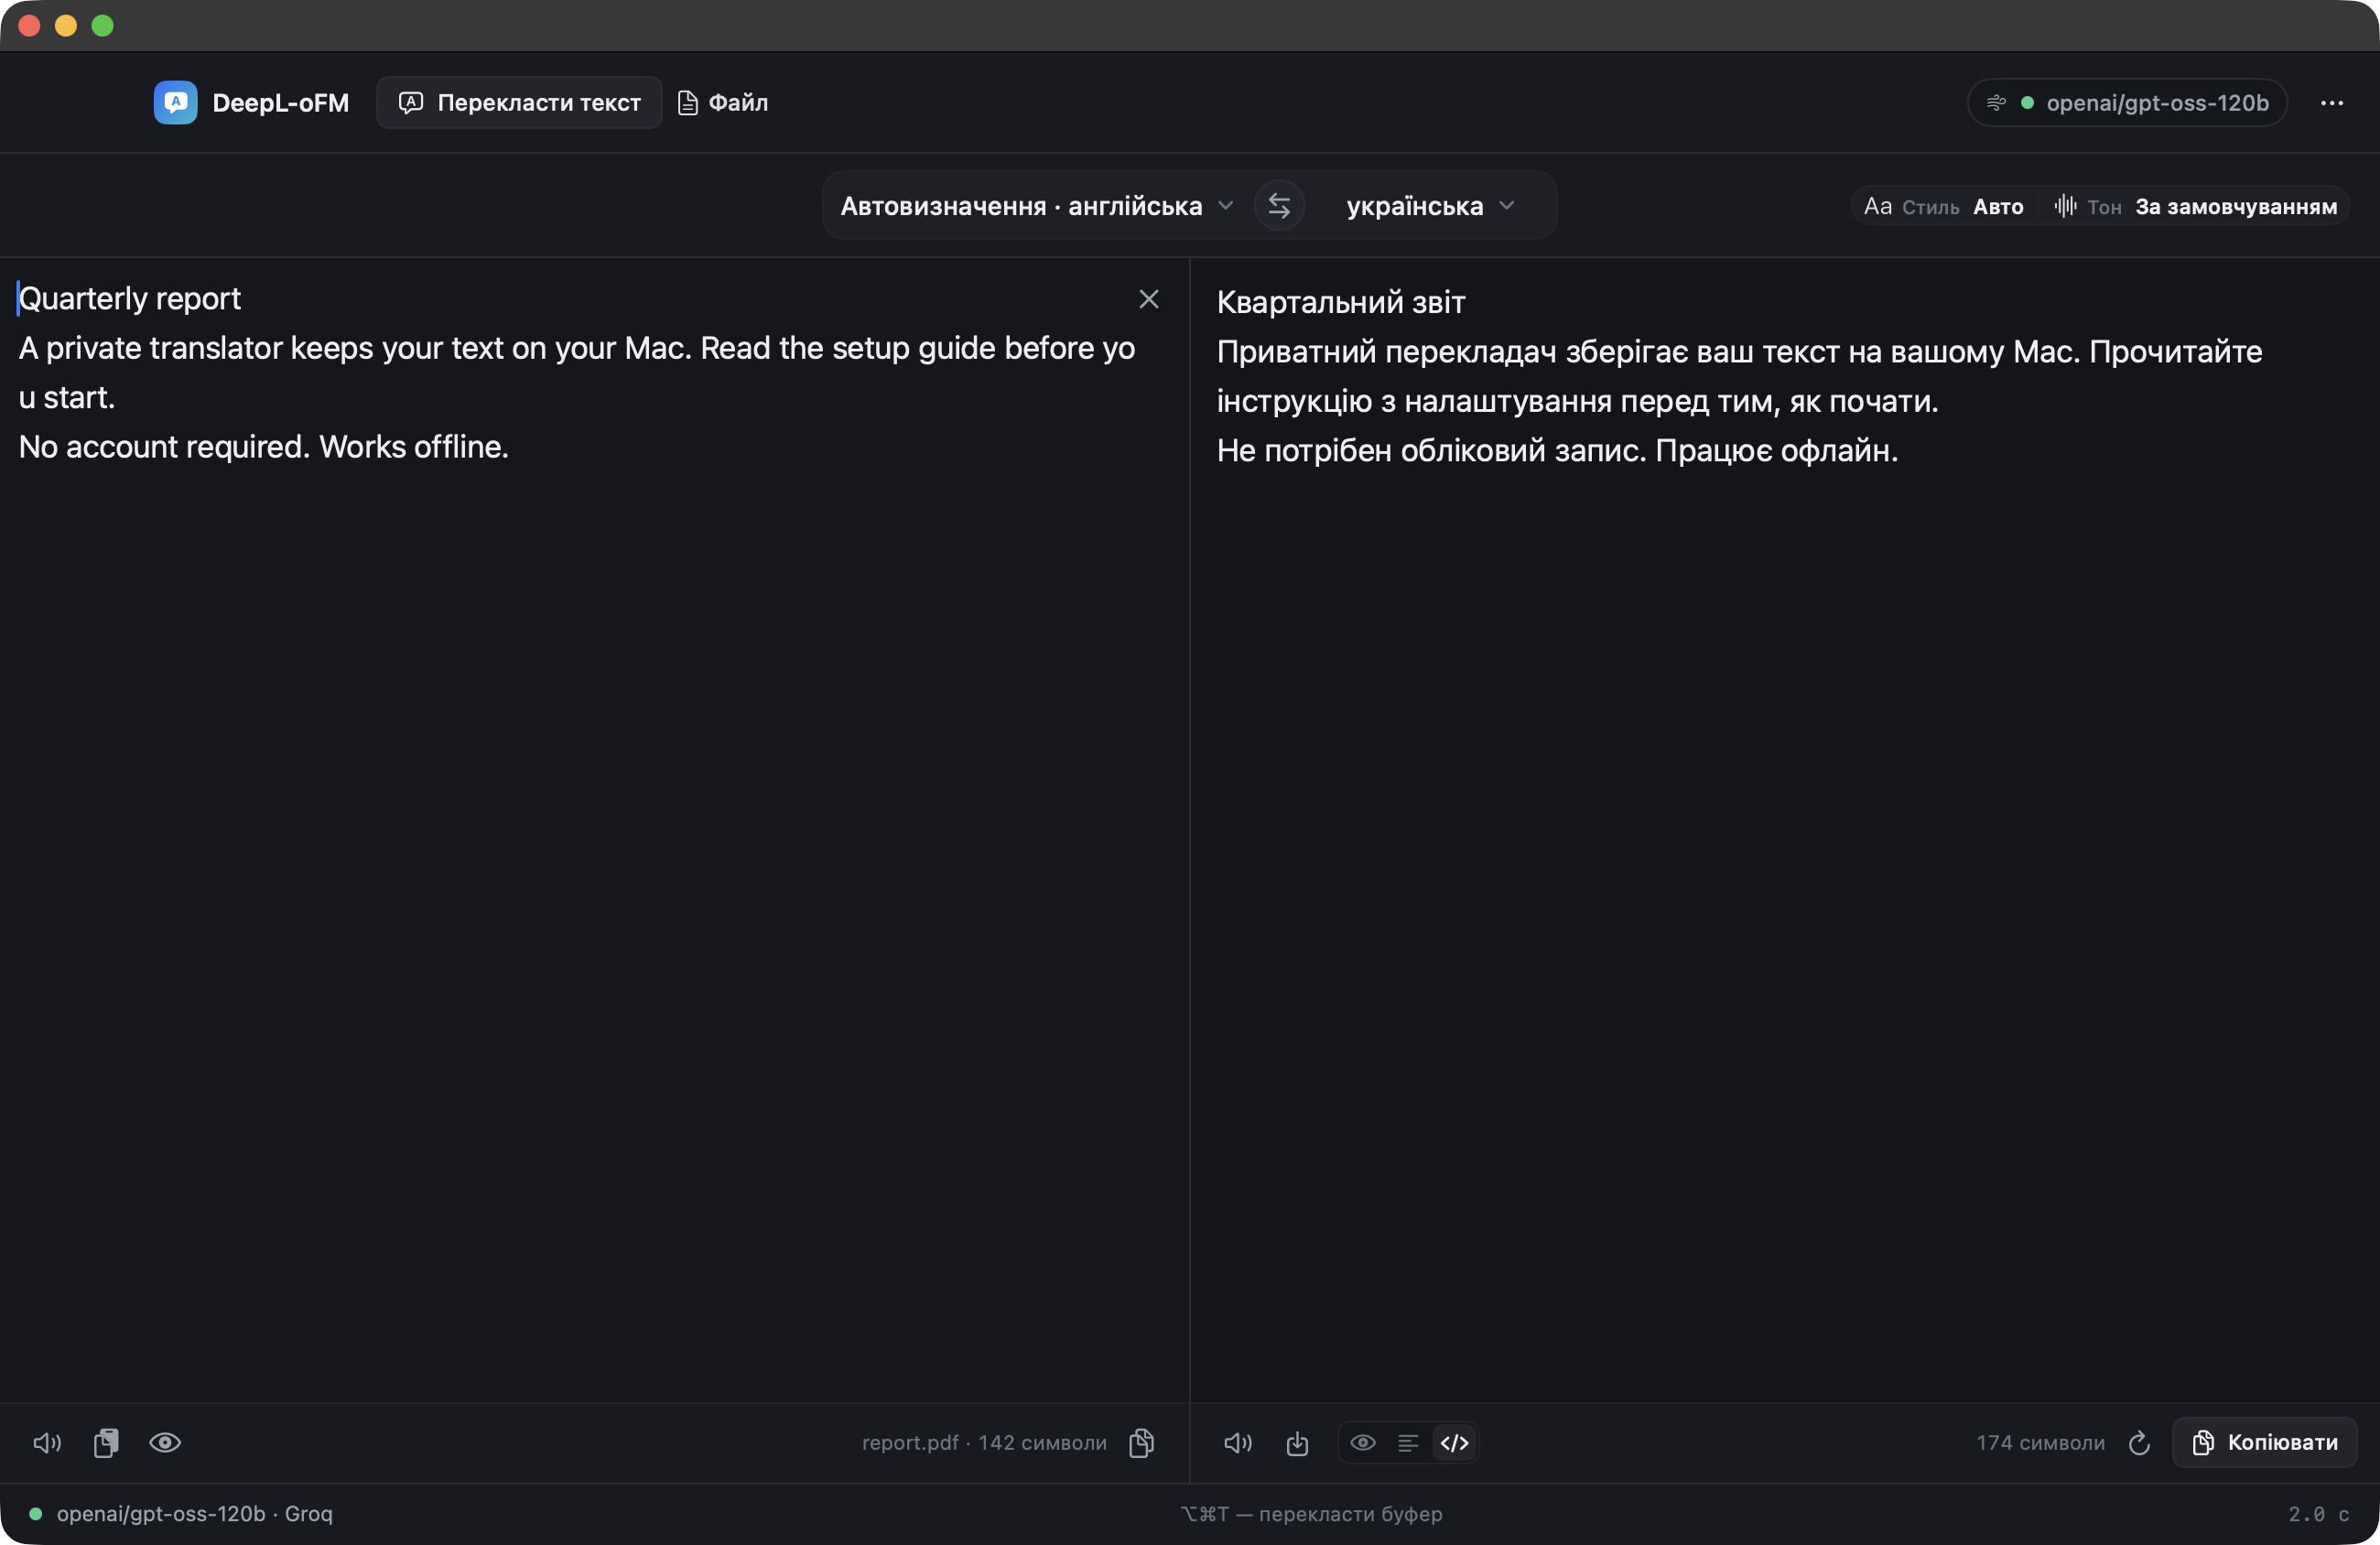 DeepL-oFM
Перекласти текст
Файл
openai/gpt-oss-120b
Автовизначення · англійська
українська
Aa Стиль Авто
Тон За замовчуванням
Quarterly report
A private translator keeps your text on your Mac. Read the setup guide before yo
u start.
No account required. Works offline.
Квартальний звіт
Приватний перекладач зберігає ваш текст на вашому Mac. Прочитайте
інструкцію з налаштування перед тим, як почати.
Не потрібен обліковий запис. Працює офлайн.
report.pdf · 142 символи
174 символи
Копіювати
openai/gpt-oss-120b · Groq
⌥⌘T — перекласти буфер
2.0 с